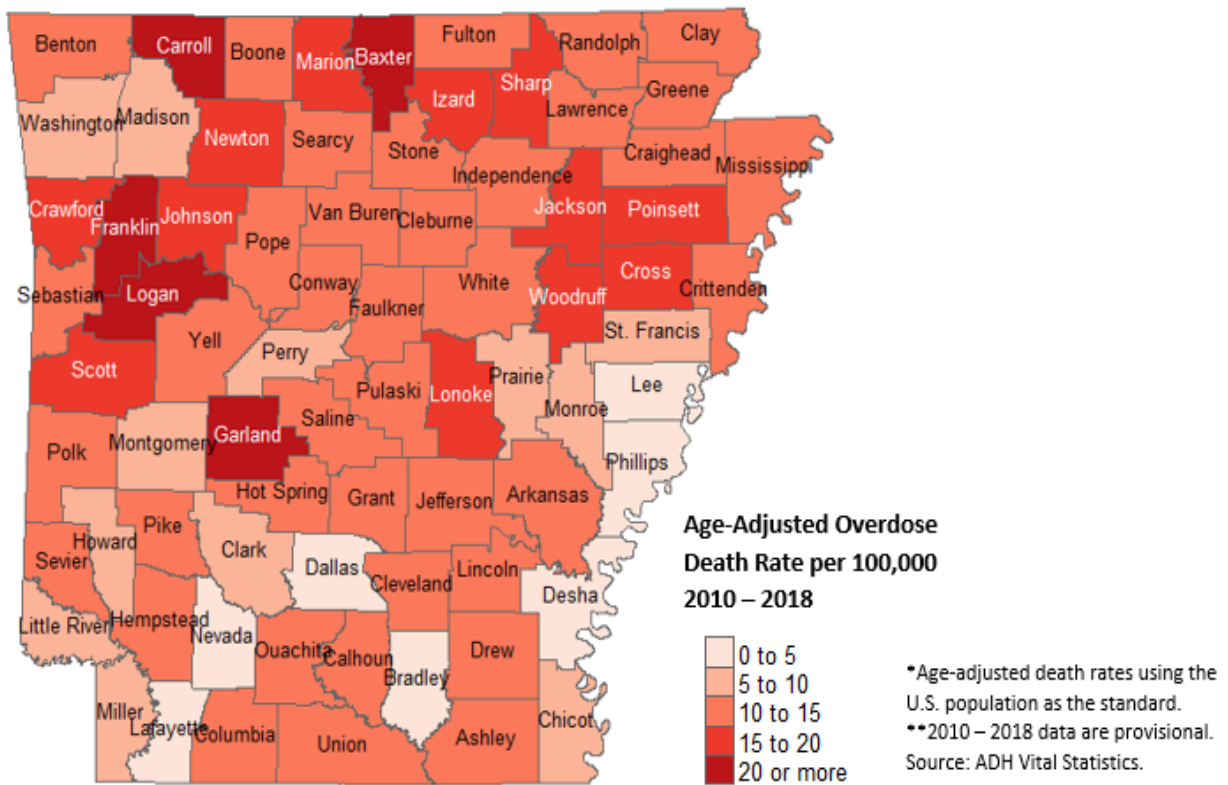 Benton
Carroll
Boone
Marion
Baxter
Fulton
Randolph
Clay
Sharp
Izard
Greene
Lawrence
Washington
Madison
Newton
Searcy
Stone
Independence
Craighead
Mississippi
Crawford
Franklin
Johnson
Van Buren
Cleburne
Jackson
Poinsett
Pope
Sebastian
Logan
Conway
Faulkner
White
Woodruff
Cross
Crittenden
Yell
Perry
St. Francis
Scott
Pulaski
Lonoke
Prairie
Monroe
Lee
Polk
Montgomery
Garland
Saline
Phillips
Hot Spring
Grant
Jefferson
Arkansas
Howard
Pike
Clark
Sevier
Dallas
Cleveland
Lincoln
Desha
Little River
Hempstead
Nevada
Ouachita
Calhoun
Bradley
Drew
Miller
Lafayette
Columbia
Union
Ashley
Chicot
Age-Adjusted Overdose
Death Rate per 100,000
2010 – 2018
0 to 5
5 to 10
10 to 15
15 to 20
20 or more
*Age-adjusted death rates using the
U.S. population as the standard.
**2010 – 2018 data are provisional.
Source: ADH Vital Statistics.